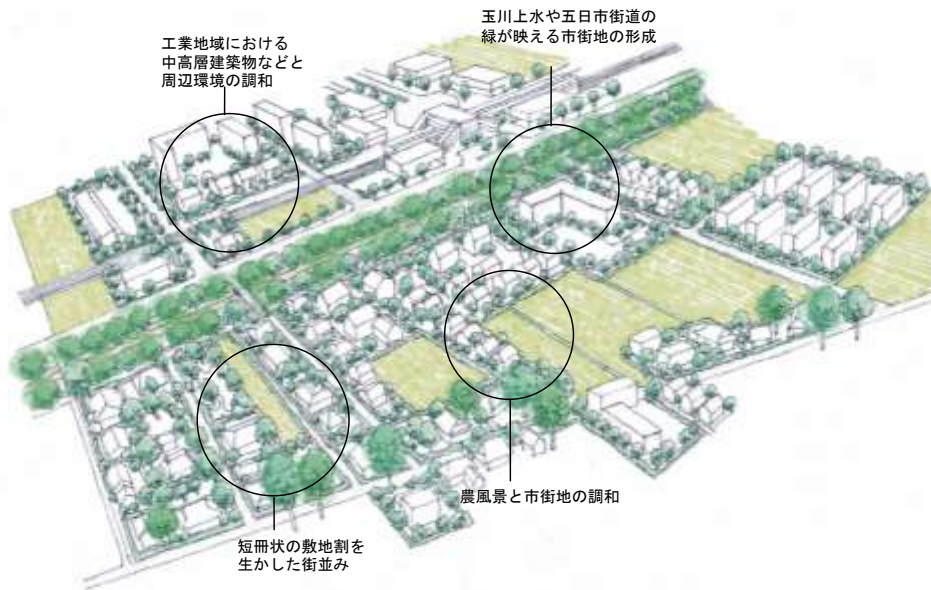 玉川上水や五日市街道の
緑が映える市街地の形成
工業地域における
中高層建築物などと
周辺環境の調和
農風景と市街地の調和
短冊状の敷地割を
生かした街並み